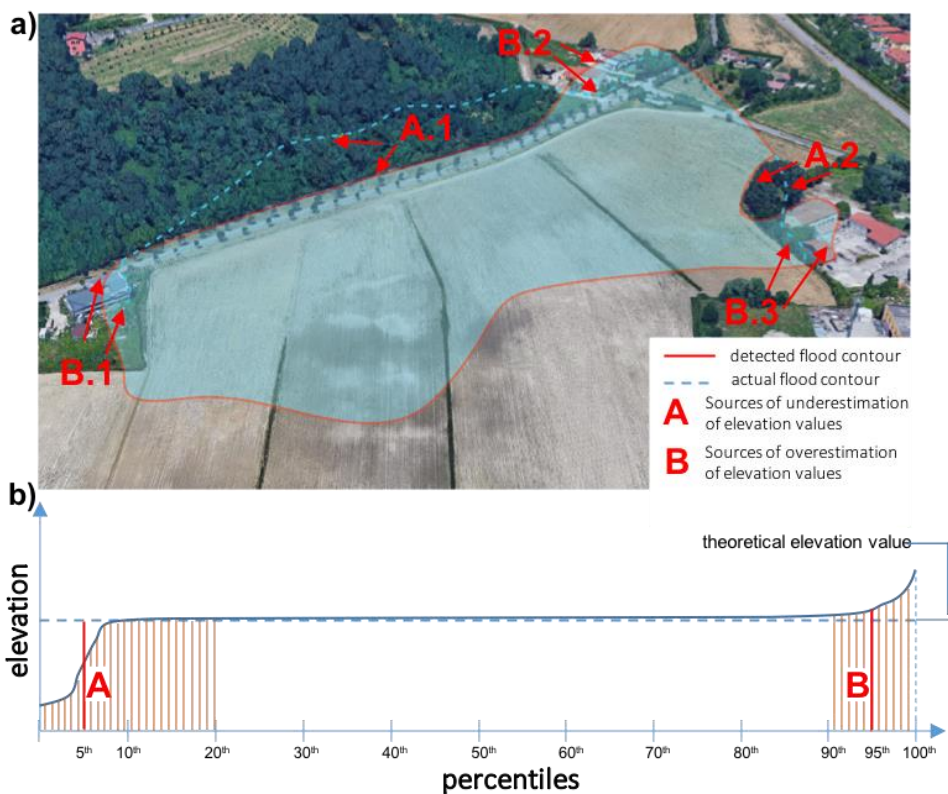 a)
B.2
A.1
A.2
B.3
B.1
detected flood contour
actual flood contour
A Sources of underestimation
of elevation values
B Sources of overestimation
of elevation values
b)
theoretical elevation value
elevation
A
B
5th 10th 20th 30th 40th 50th 60th 70th 80th 90th 95th 100th
percentiles